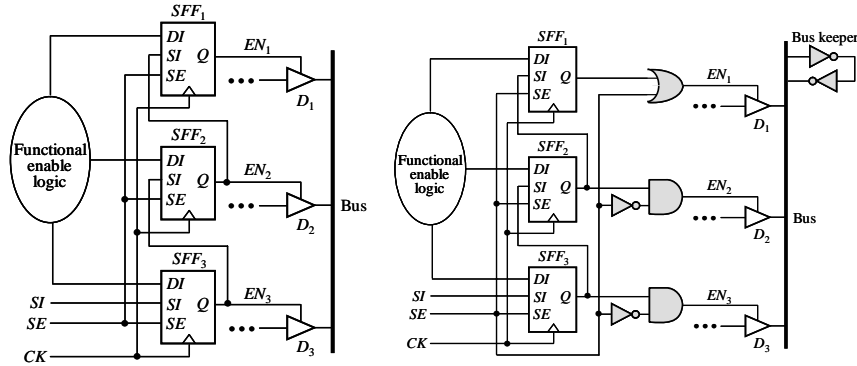 SFF1
DI
SI Q
SE
EN1
D1
Functional
enable
logic
SFF2
DI
SI Q
SE
EN2
D2
Bus
SFF3
DI
SI Q
SE
EN3
D3
SI
SE
CK
SFF1
DI
SI Q
SE
EN1
D1
Bus keeper
Functional
enable
logic
SFF2
DI
SI Q
SE
EN2
D2
Bus
SFF3
DI
SI Q
SE
EN3
D3
SI
SE
CK